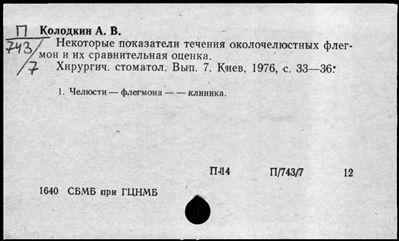 П Колодкин А. В.
743/7
Некоторые показатели течения околочелюстных флег-
мон и их сравнительная оценка.
Хирургич. стоматол. Вып. 7. Киев, 1976, с. 33—36.
1. Челюсти — флегмона — — клиника.
П-14 П/743/7 12
1640 СБМБ при ГЦНМБ